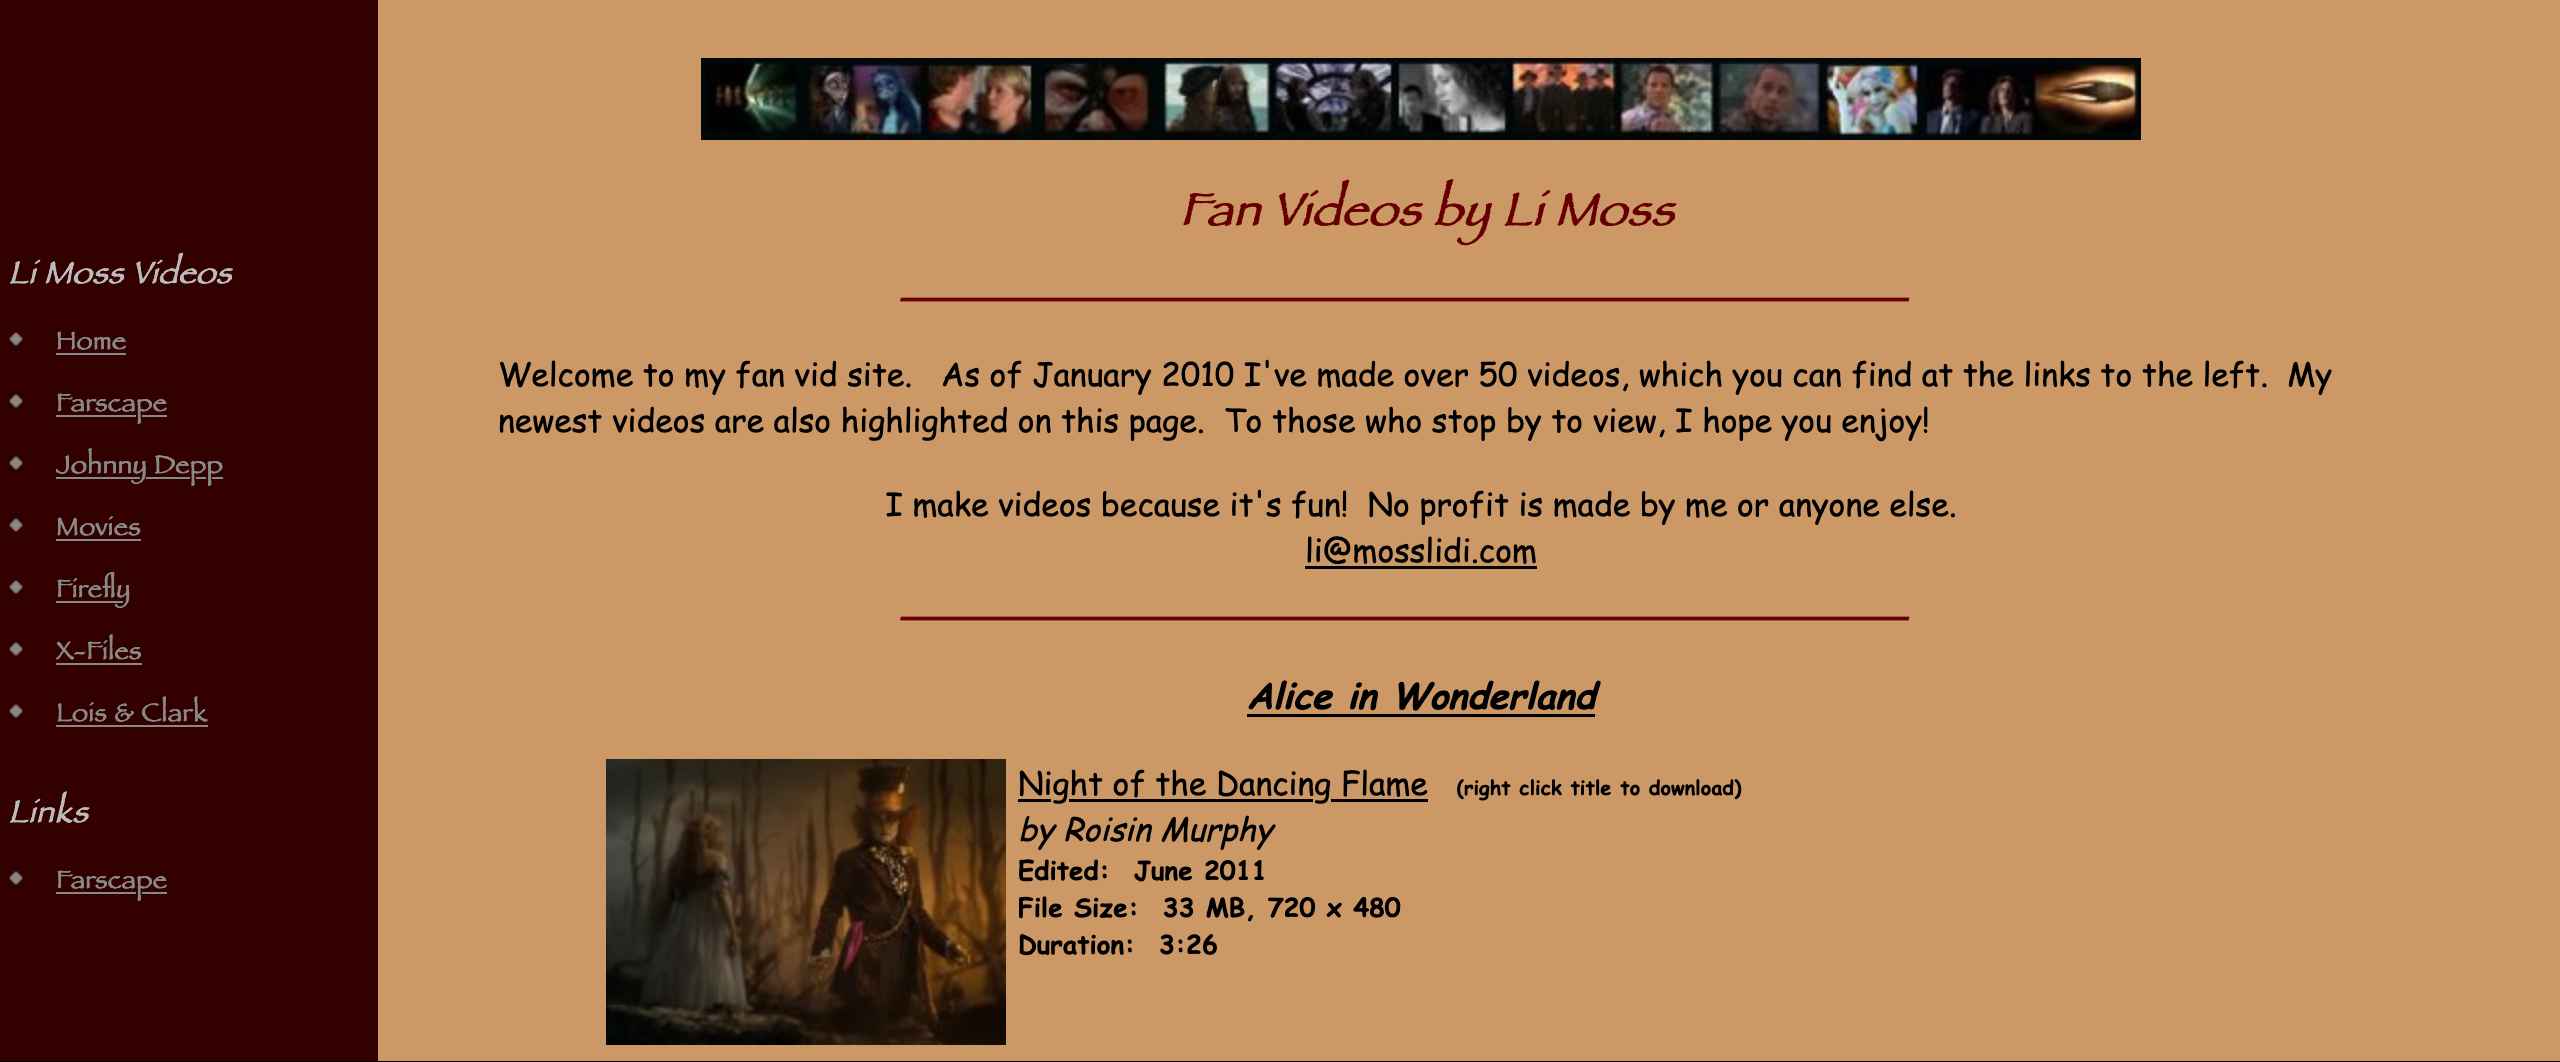 Li Moss Videos
Home
Farscape
Johnny Depp
Movies
Firefly
X-Files
Lois & Clark
Links
Farscape
Fan Videos by Li Moss
Welcome to my fan vid site.   As of January 2010 I've made over 50 videos, which you can find at the links to the left.  My
newest videos are also highlighted on this page.  To those who stop by to view, I hope you enjoy!
I make videos because it's fun!  No profit is made by me or anyone else.
li@mosslidi.com
Alice in Wonderland
Night of the Dancing Flame   (right click title to download)
by Roisin Murphy
Edited:  June 2011
File Size:  33 MB, 720 x 480
Duration:  3:26